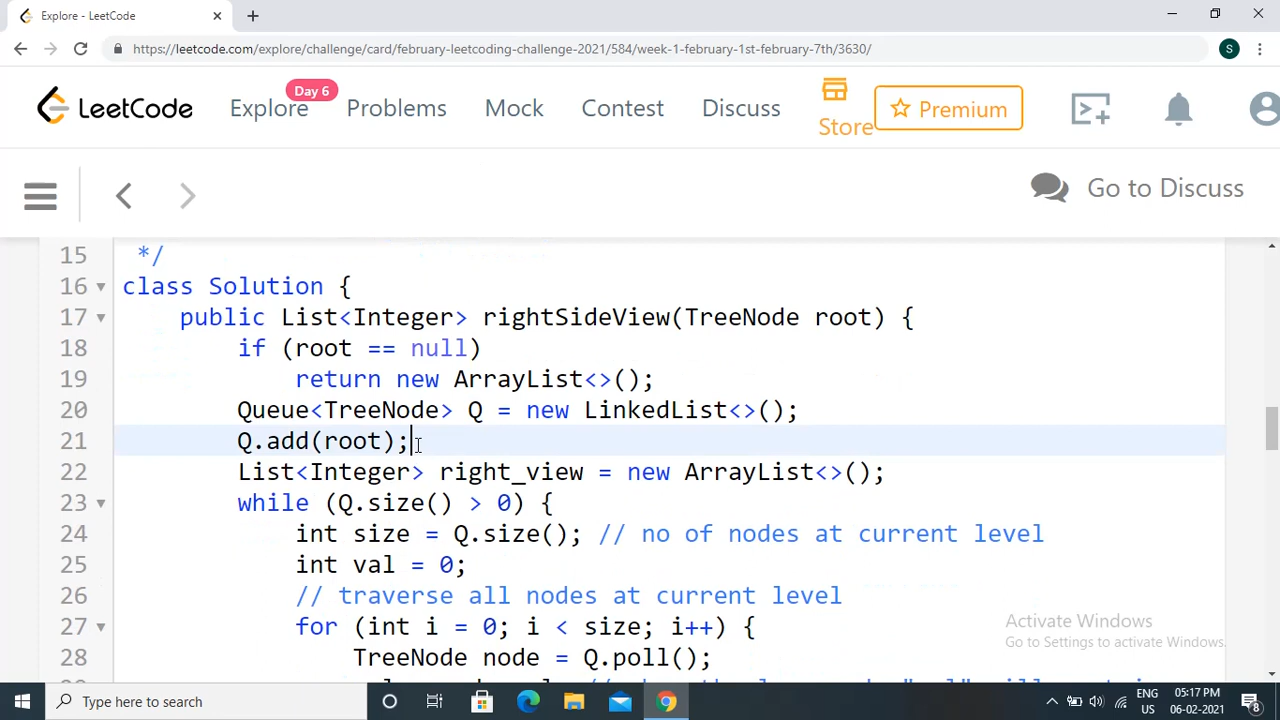 Explore - LeetCode
https://leetcode.com/explore/challenge/card/february-leetcoding-challenge-2021/584/week-1-february-1st-february-7th/3630/
S
LeetCode
Explore
Day 6
Problems
Mock
Contest
Discuss
Store
Premium
Go to Discuss
15 */
16 class Solution {
17 public List<Integer> rightSideView(TreeNode root) {
18 if (root == null)
19 return new ArrayList<>();
20 Queue<TreeNode> Q = new LinkedList<>();
21 Q.add(root);
22 List<Integer> right_view = new ArrayList<>();
23 while (Q.size() > 0) {
24 int size = Q.size(); // no of nodes at current level
25 int val = 0;
26 // traverse all nodes at current level
27 for (int i = 0; i < size; i++) {
28 TreeNode node = Q.poll();
Activate Windows
Go to Settings to activate Windows.
Type here to search
ENG
US
05:17 PM
06-02-2021
8